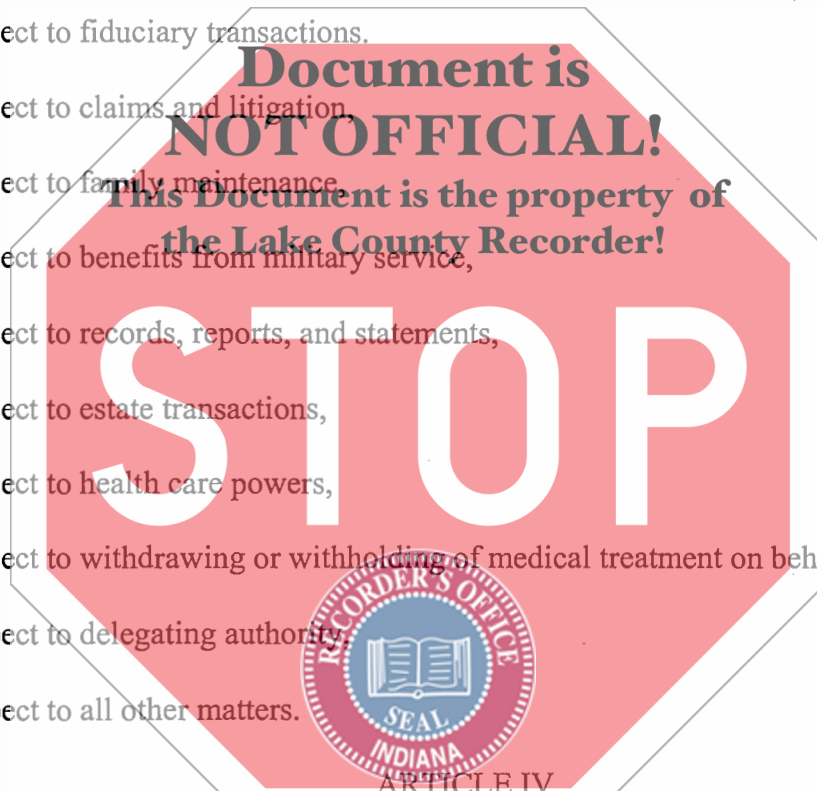 ect to fiduciary transactions.
Document is
ect to claims and litigation,
NOT OFFICIAL!
ect to family maintenance,
This Document is the property of
the Lake County Recorder!
ect to benefits from military service,
STOP
ect to records, reports, and statements,
ect to estate transactions,
ect to health care powers,
ect to withdrawing or withholding of medical treatment on beh
RECORDER'S OFFICE
ect to delegating authority,
SEAL
ect to all other matters.
INDIANA
ARTICLE IV